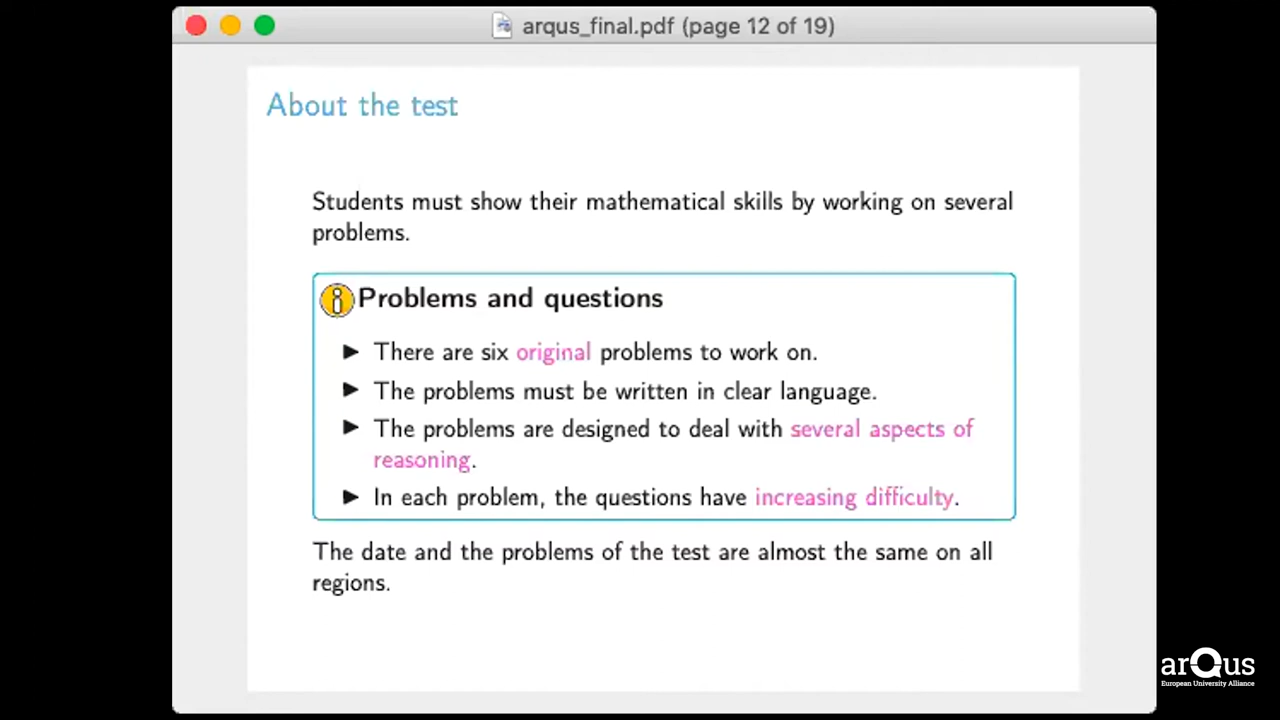 arqus_final.pdf (page 12 of 19)
About the test
Students must show their mathematical skills by working on several
problems.
Problems and questions
▶ There are six original problems to work on.
▶ The problems must be written in clear language.
▶ The problems are designed to deal with several aspects of
reasoning.
▶ In each problem, the questions have increasing difficulty.
The date and the problems of the test are almost the same on all
regions.
arQus
European University Alliance